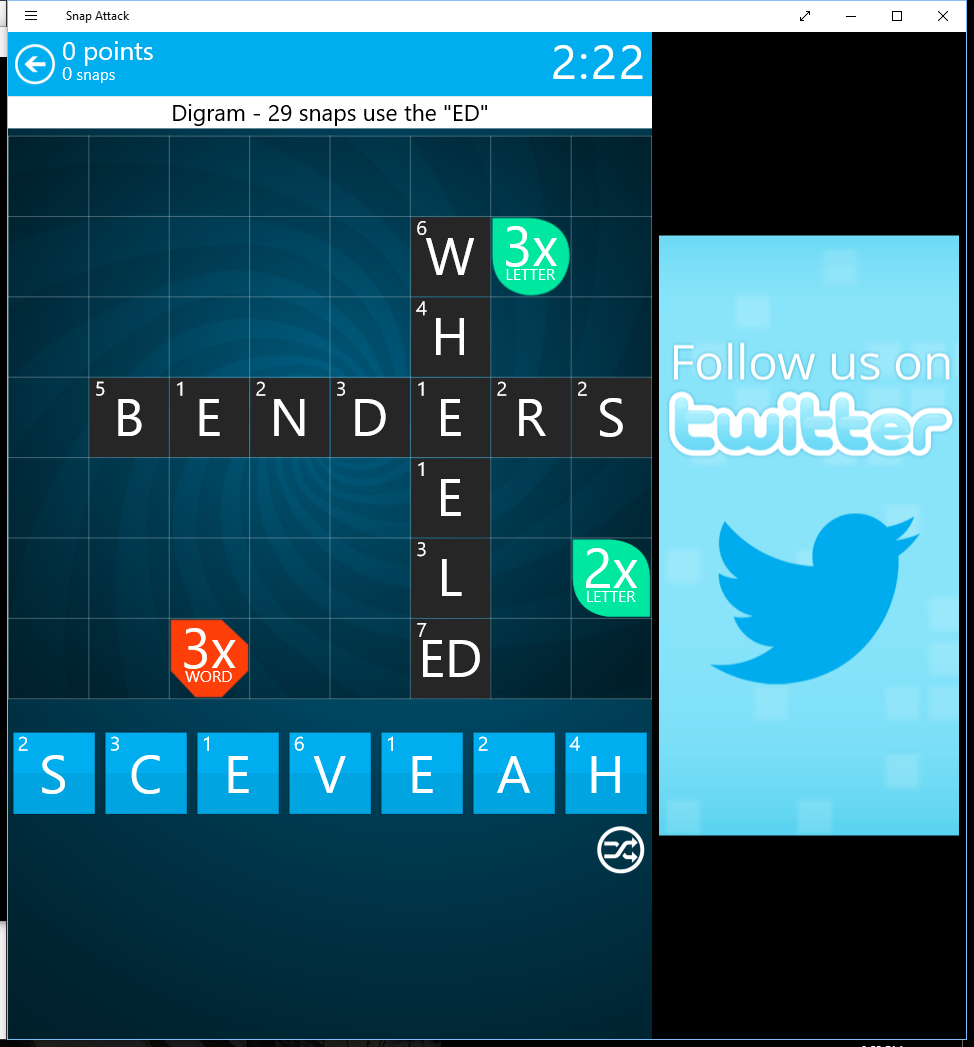 Snap Attack
0 points
0 snaps
2:22
Digram - 29 snaps use the "ED"
6 W 3x LETTER
4 H
5 B 1 E 2 N 3 D 1 E 2 R 2 S
1 E
3 L 2x LETTER
3x WORD 7 ED
2 S 3 C 1 E 6 V 1 E 2 A 4 H
Follow us on
twitter